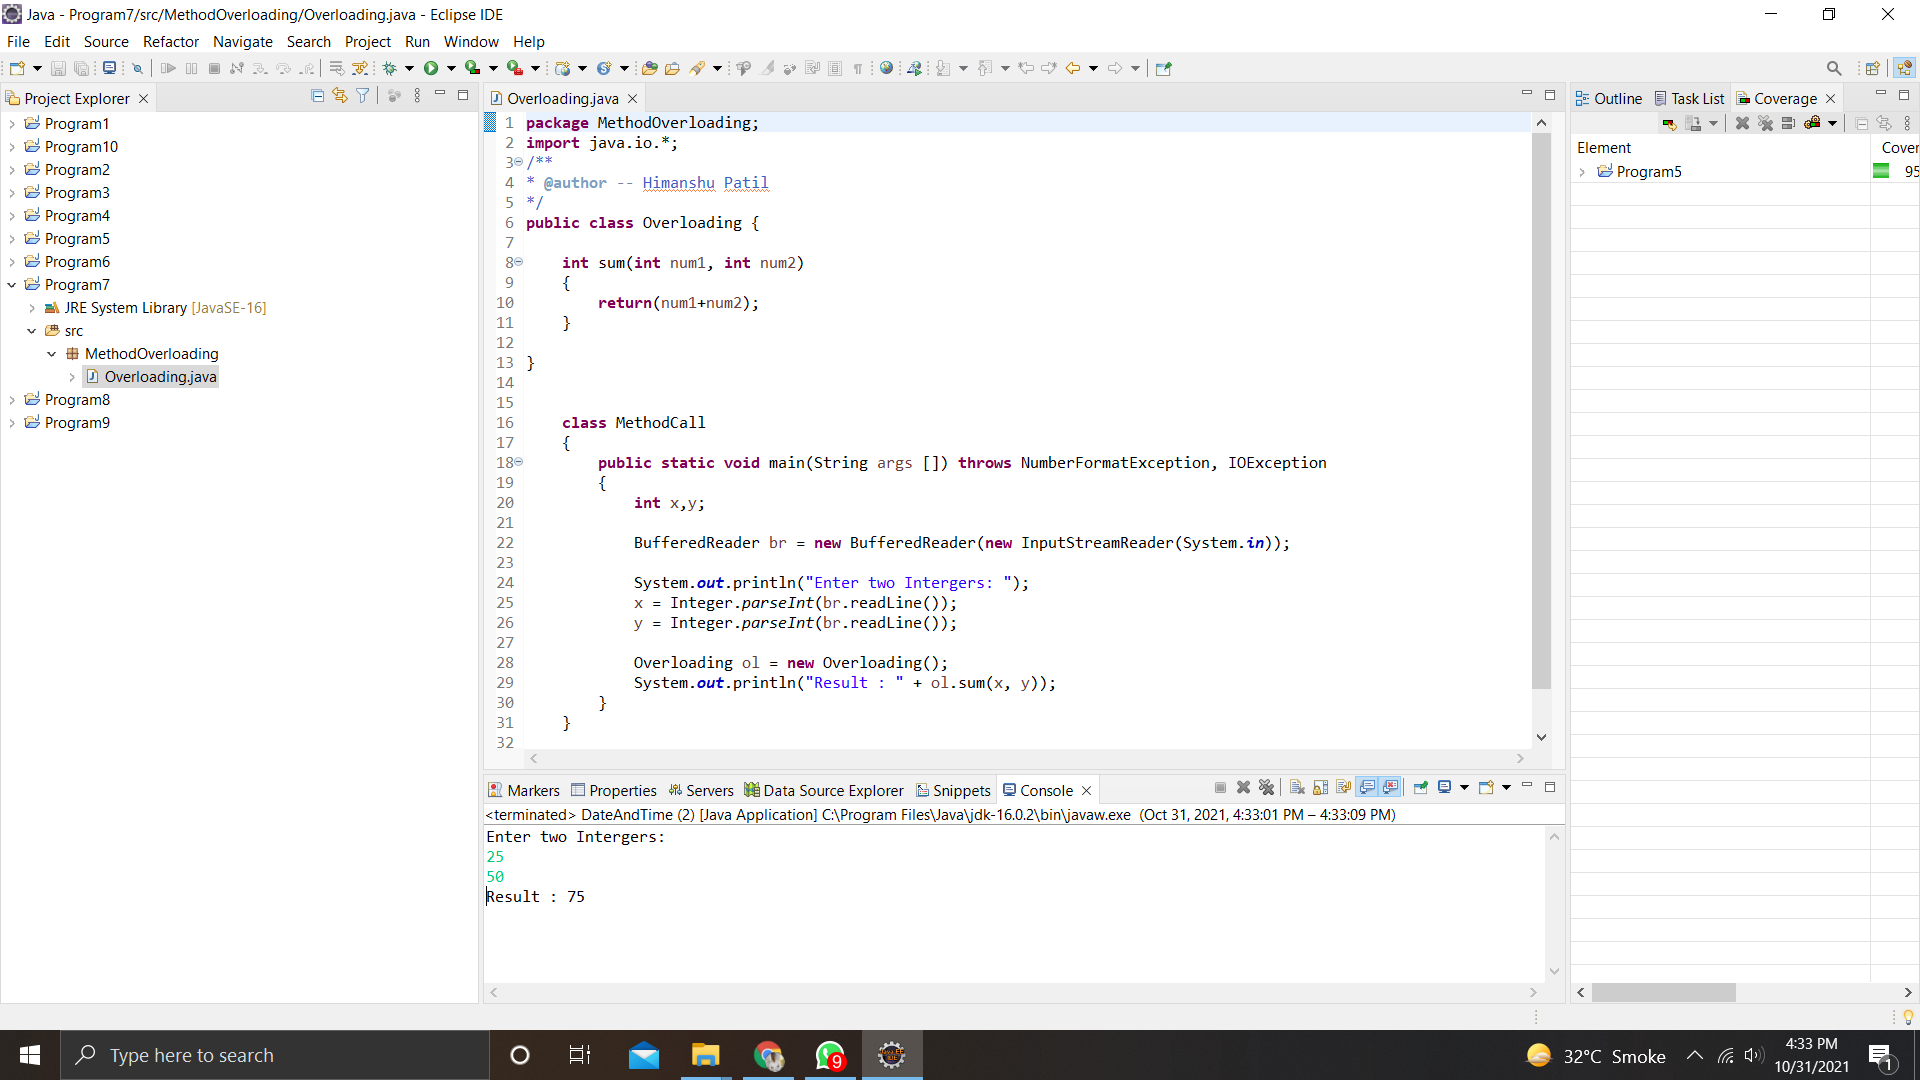 Java - Program7/src/MethodOverloading/Overloading.java - Eclipse IDE
File Edit Source Refactor Navigate Search Project Run Window Help
Project Explorer
Program1
Program10
Program2
Program3
Program4
Program5
Program6
Program7
JRE System Library [JavaSE-16]
src
MethodOverloading
Overloading.java
Program8
Program9
Overloading.java
1 package MethodOverloading;
2 import java.io.*;
3 /**
4 * @author -- Himanshu Patil
5 */
6 public class Overloading {
7
8 int sum(int num1, int num2)
9 {
10 return(num1+num2);
11 }
12
13 }
14
15
16 class MethodCall
17 {
18 public static void main(String args []) throws NumberFormatException, IOException
19 {
20 int x,y;
21
22 BufferedReader br = new BufferedReader(new InputStreamReader(System.in));
23
24 System.out.println("Enter two Intergers: ");
25 x = Integer.parseInt(br.readLine());
26 y = Integer.parseInt(br.readLine());
27
28 Overloading ol = new Overloading();
29 System.out.println("Result : " + ol.sum(x, y));
30 }
31 }
32
Outline Task List Coverage
Element Cover
Program5 95
Markers Properties Servers Data Source Explorer Snippets Console
<terminated> DateAndTime (2) [Java Application] C:\Program Files\Java\jdk-16.0.2\bin\javaw.exe (Oct 31, 2021, 4:33:01 PM – 4:33:09 PM)
Enter two Intergers:
25
50
Result : 75
Type here to search
9
32°C Smoke
4:33 PM
10/31/2021
1